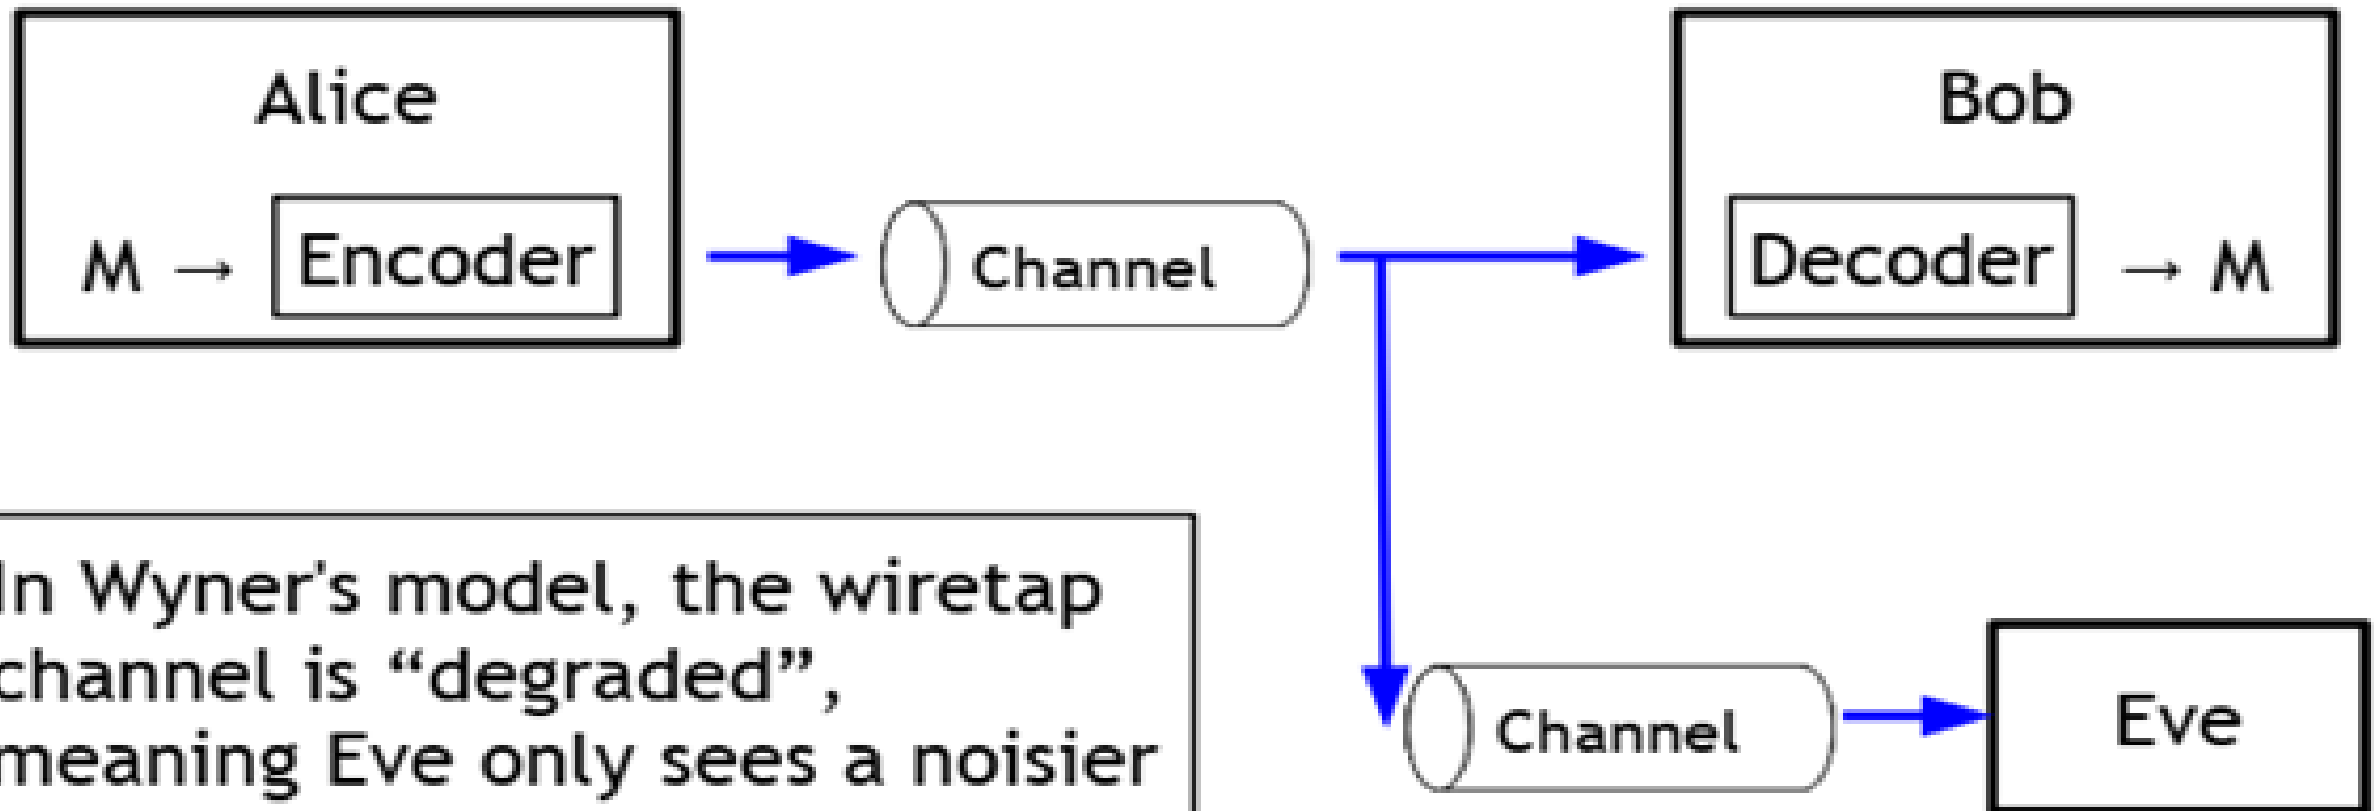 Alice
Bob
M → Encoder
Channel
Decoder → M
In Wyner's model, the wiretap
channel is “degraded”,
meaning Eve only sees a noisier
Channel
Eve